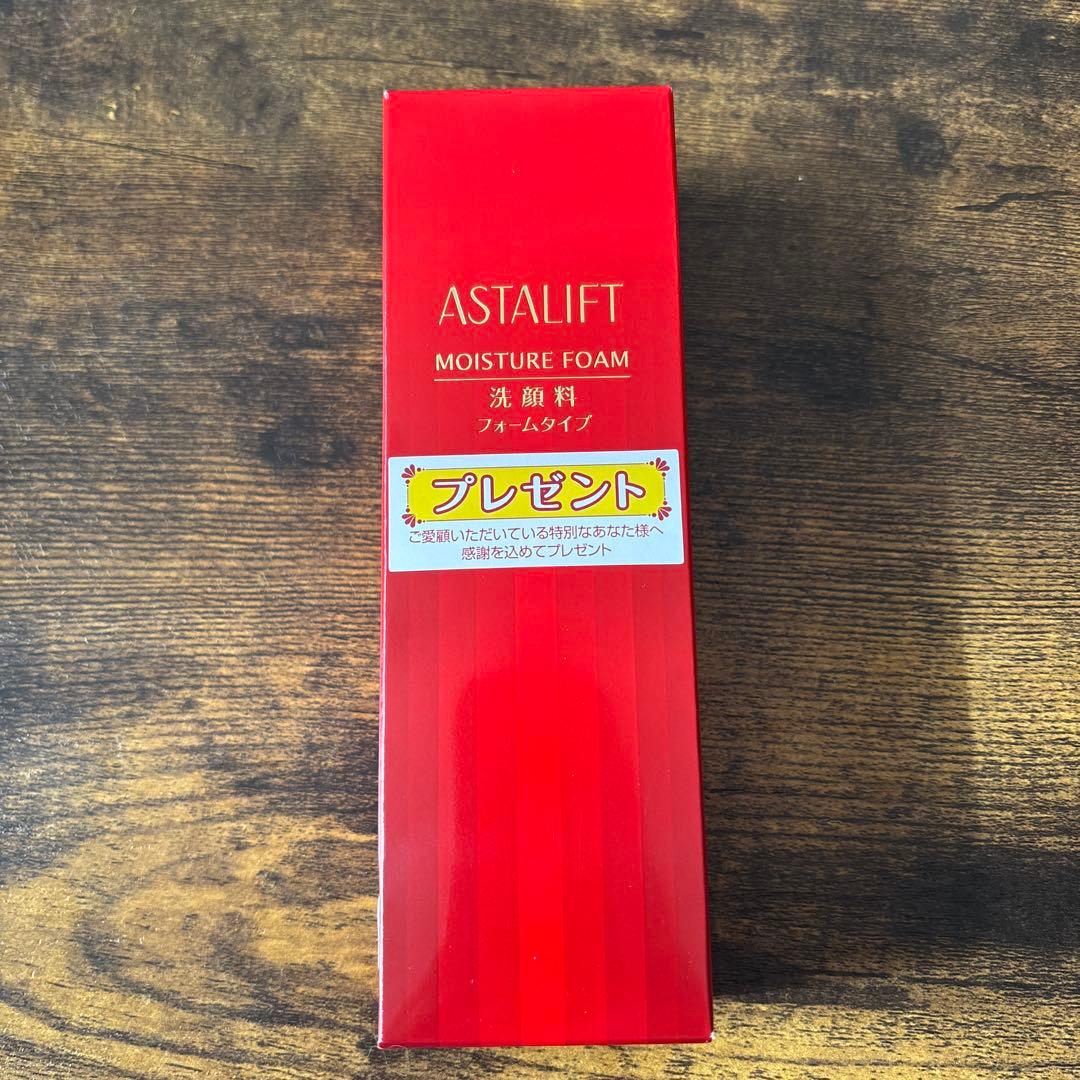 ASTALIFT
MOISTURE FOAM
洗顔料
フォームタイプ
プレゼント
ご愛顧いただいている特別なあなた様へ
感謝を込めてプレゼント